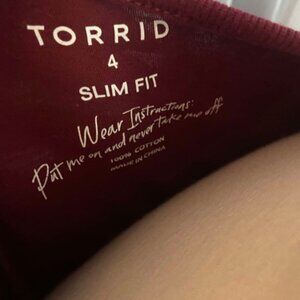 TORRID
4
SLIM FIT
Wear Instructions:
Put me on and never take me off
100% COTTON
MADE IN CHINA